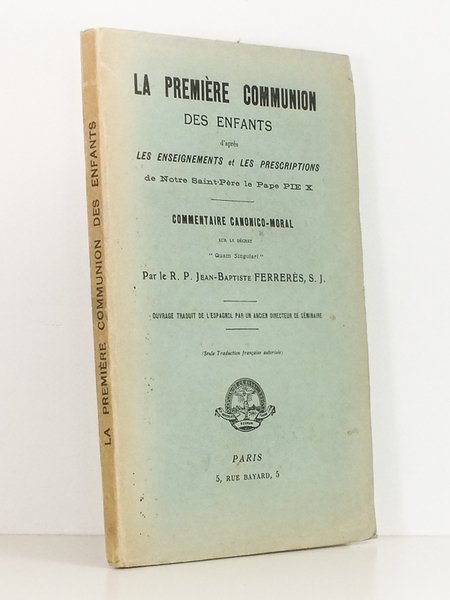 LA PREMIÈRE COMMUNION DES ENFANTS
LA PREMIÈRE COMMUNION
DES ENFANTS
d'après
LES ENSEIGNEMENTS et LES PRESCRIPTIONS
de Notre Saint-Père le Pape PIE X
COMMENTAIRE CANONICO-MORAL
SUR LE DÉCRET
"Quam Singulari"
Par le R. P. JEAN-BAPTISTE FERRERÈS, S. J.
OUVRAGE TRADUIT DE L'ESPAGNOL PAR UN ANCIEN DIRECTEUR DE SÉMINAIRE
(Seule Traduction française autorisée)
PARIS
5, RUE BAYARD, 5